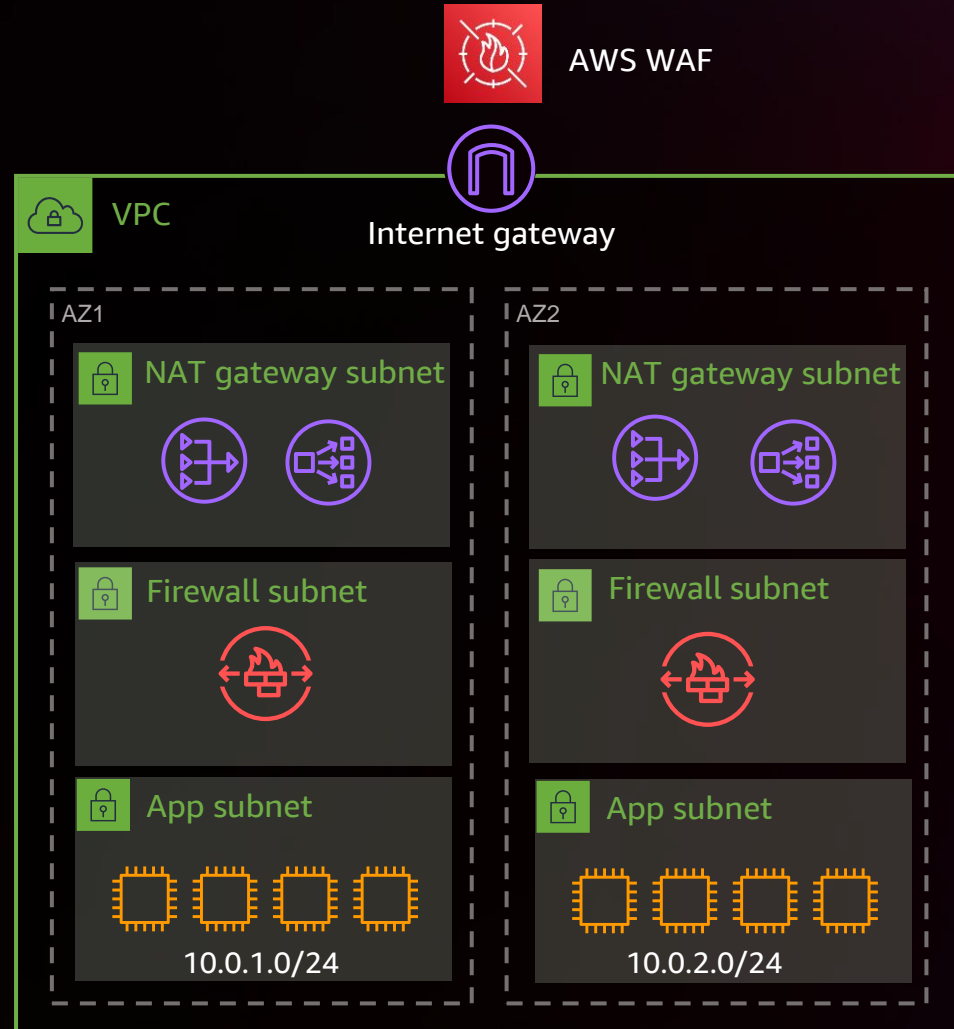 AWS WAF
VPC
Internet gateway
AZ1
NAT gateway subnet
Firewall subnet
App subnet
10.0.1.0/24
AZ2
NAT gateway subnet
Firewall subnet
App subnet
10.0.2.0/24